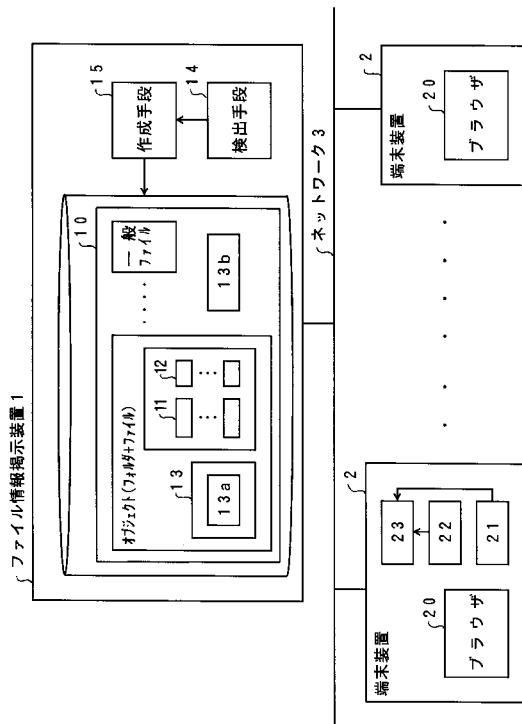 ファイル情報掲示装置1
10
オブジェクト(フォルダ+ファイル)
13
13a
11
12
: :
: :
・・・・・
一般
ファイル
13b
15
作成手段
14
検出手段
ネットワーク3
2
端末装置
20
ブラウザ
23
22
21
・ ・ ・ ・ ・ ・ ・
2
端末装置
20
ブラウザ